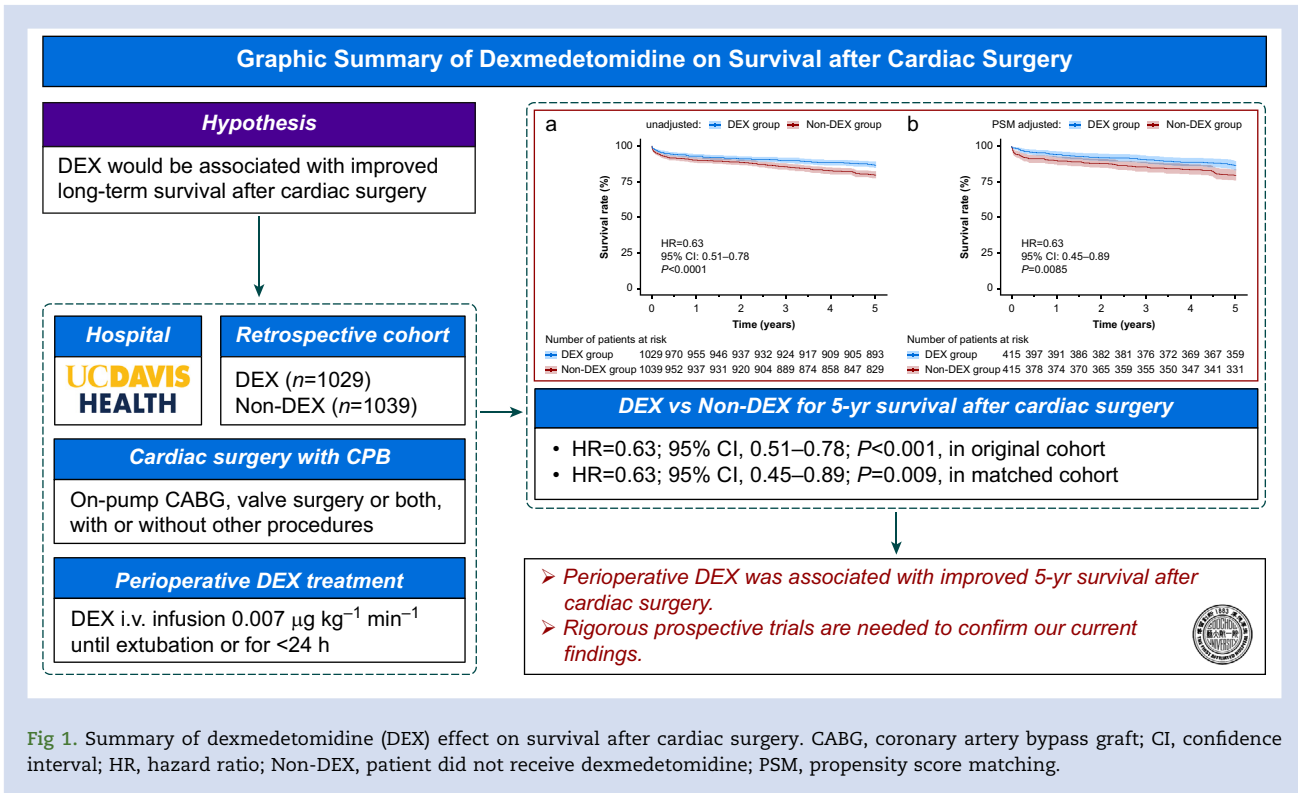 Graphic Summary of Dexmedetomidine on Survival after Cardiac Surgery
Hypothesis
DEX would be associated with improved
long-term survival after cardiac surgery
Hospital
UCDAVIS
HEALTH
Retrospective cohort
DEX (n=1029)
Non-DEX (n=1039)
Cardiac surgery with CPB
On-pump CABG, valve surgery or both,
with or without other procedures
Perioperative DEX treatment
DEX i.v. infusion 0.007 μg kg⁻¹ min⁻¹
until extubation or for <24 h
a
unadjusted: DEX group Non-DEX group
Survival rate (%)
100
75
50
25
0
HR=0.63
95% CI: 0.51–0.78
P<0.0001
0 1 2 3 4 5
Time (years)
Number of patients at risk
DEX group 1029 970 955 946 937 932 924 917 909 905 893
Non-DEX group 1039 952 937 931 920 904 889 874 858 847 829
b
PSM adjusted: DEX group Non-DEX group
Survival rate (%)
100
75
50
25
0
HR=0.63
95% CI: 0.45–0.89
P=0.0085
0 1 2 3 4 5
Time (years)
Number of patients at risk
DEX group 415 397 391 386 382 381 376 372 369 367 359
Non-DEX group 415 378 374 370 365 359 355 350 347 341 331
DEX vs Non-DEX for 5-yr survival after cardiac surgery
• HR=0.63; 95% CI, 0.51–0.78; P<0.001, in original cohort
• HR=0.63; 95% CI, 0.45–0.89; P=0.009, in matched cohort
➢ Perioperative DEX was associated with improved 5-yr survival after
cardiac surgery.
➢ Rigorous prospective trials are needed to confirm our current
findings.
1883
Fig 1. Summary of dexmedetomidine (DEX) effect on survival after cardiac surgery. CABG, coronary artery bypass graft; CI, confidence
interval; HR, hazard ratio; Non-DEX, patient did not receive dexmedetomidine; PSM, propensity score matching.